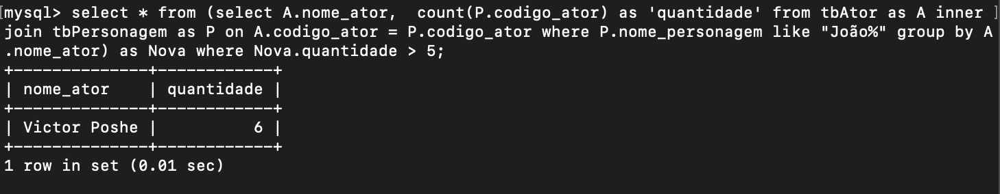 [mysql> select * from (select A.nome_ator,  count(P.codigo_ator) as 'quantidade' from tbAtor as A inner ]
join tbPersonagem as P on A.codigo_ator = P.codigo_ator where P.nome_personagem like "João%" group by A
.nome_ator) as Nova where Nova.quantidade > 5;
+--------------+------------+
| nome_ator    | quantidade |
+--------------+------------+
| Victor Poshe |          6 |
+--------------+------------+
1 row in set (0.01 sec)